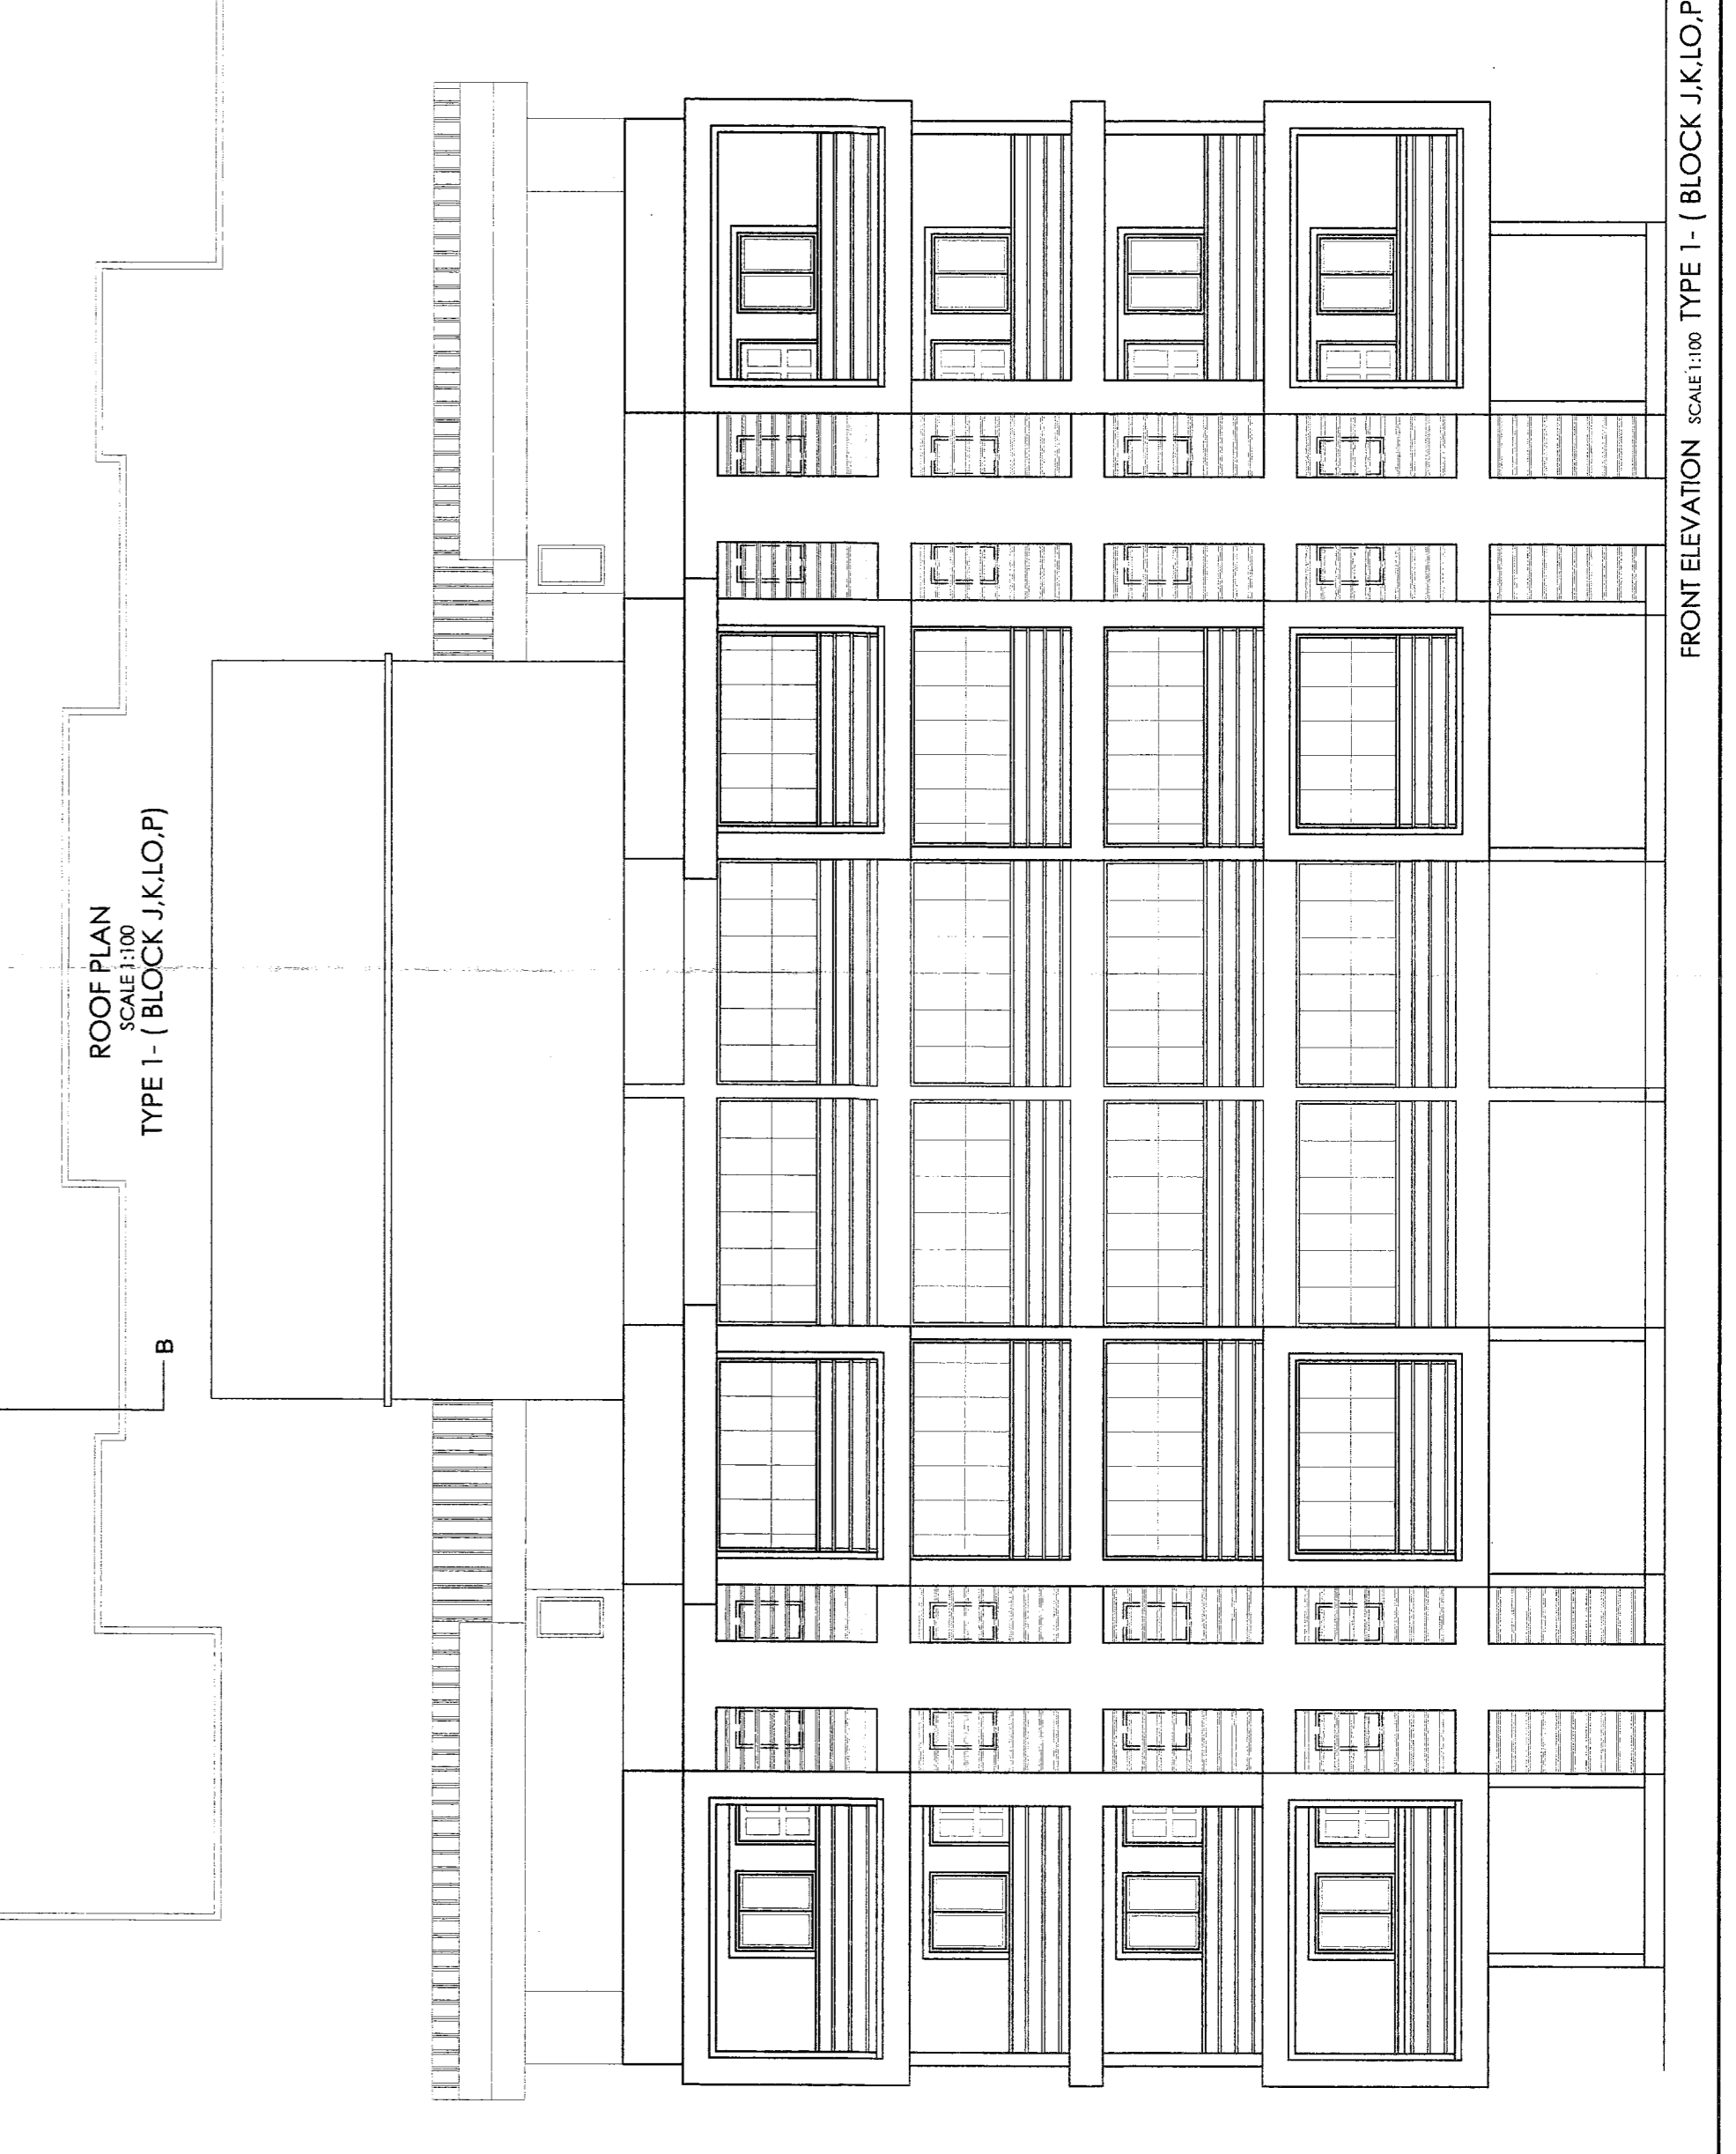 ROOF PLAN
SCALE 1:100
TYPE 1- ( BLOCK J,K,LO,P)
B
FRONT ELEVATION SCALE 1:100 TYPE 1- ( BLOCK J,K,LO,P